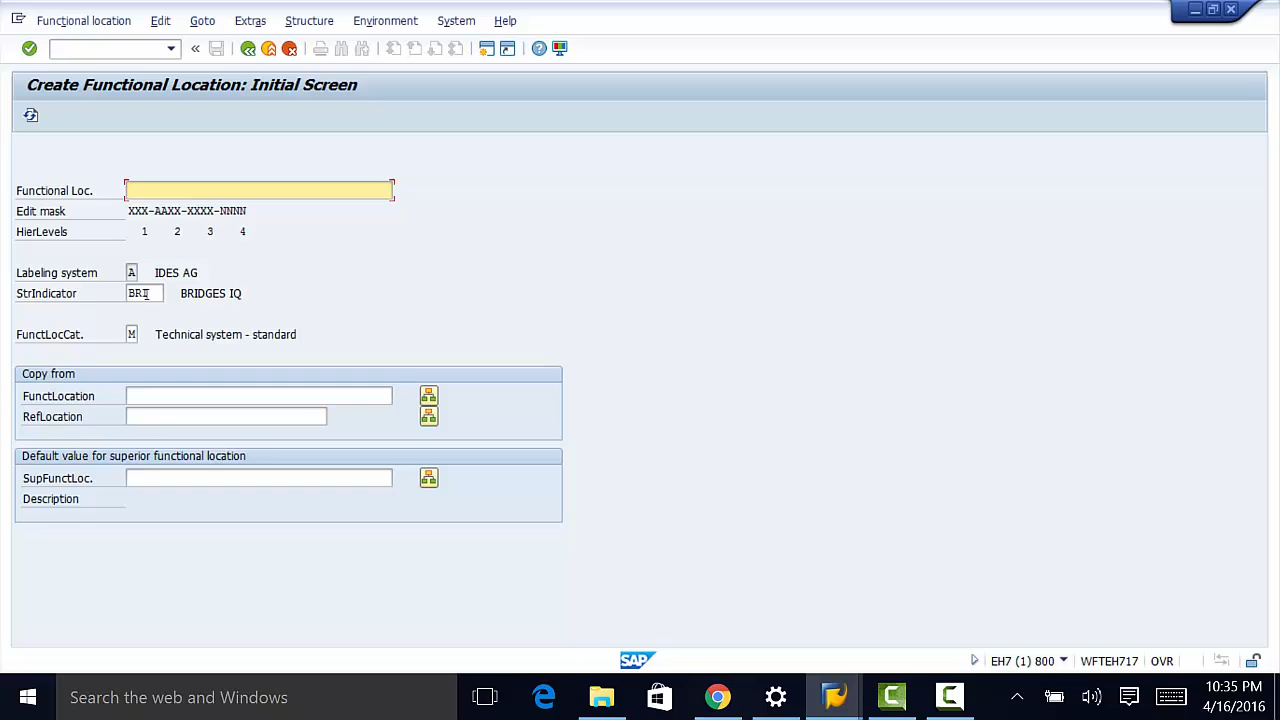 Functional location Edit Goto Extras Structure Environment System Help
Create Functional Location: Initial Screen
Functional Loc.
Edit mask XXX-AAXX-XXXX-NNNN
HierLevels 1 2 3 4
Labeling system A IDES AG
StrIndicator BRI BRIDGES IQ
FunctLocCat. M Technical system - standard
Copy from
FunctLocation
RefLocation
Default value for superior functional location
SupFunctLoc.
Description
SAP EH7 (1) 800 WFTEH717 OVR
Search the web and Windows
10:35 PM
4/16/2016